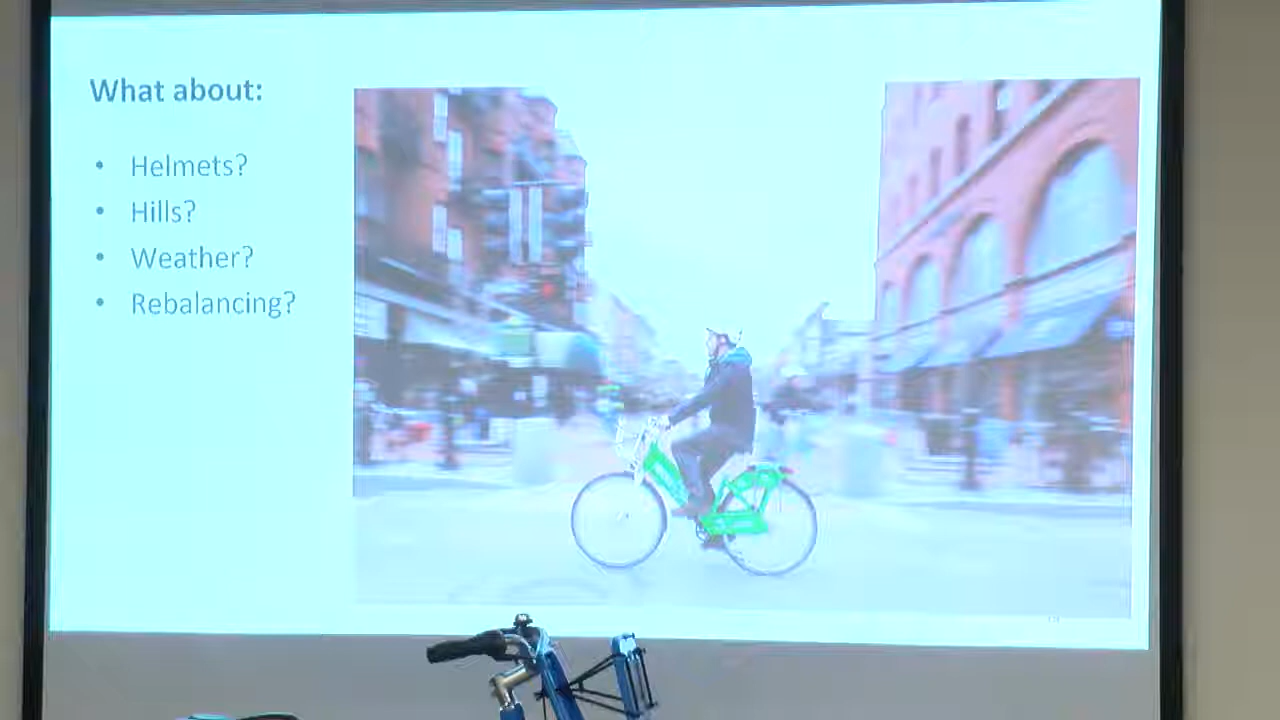 What about:
• Helmets?
• Hills?
• Weather?
• Rebalancing?